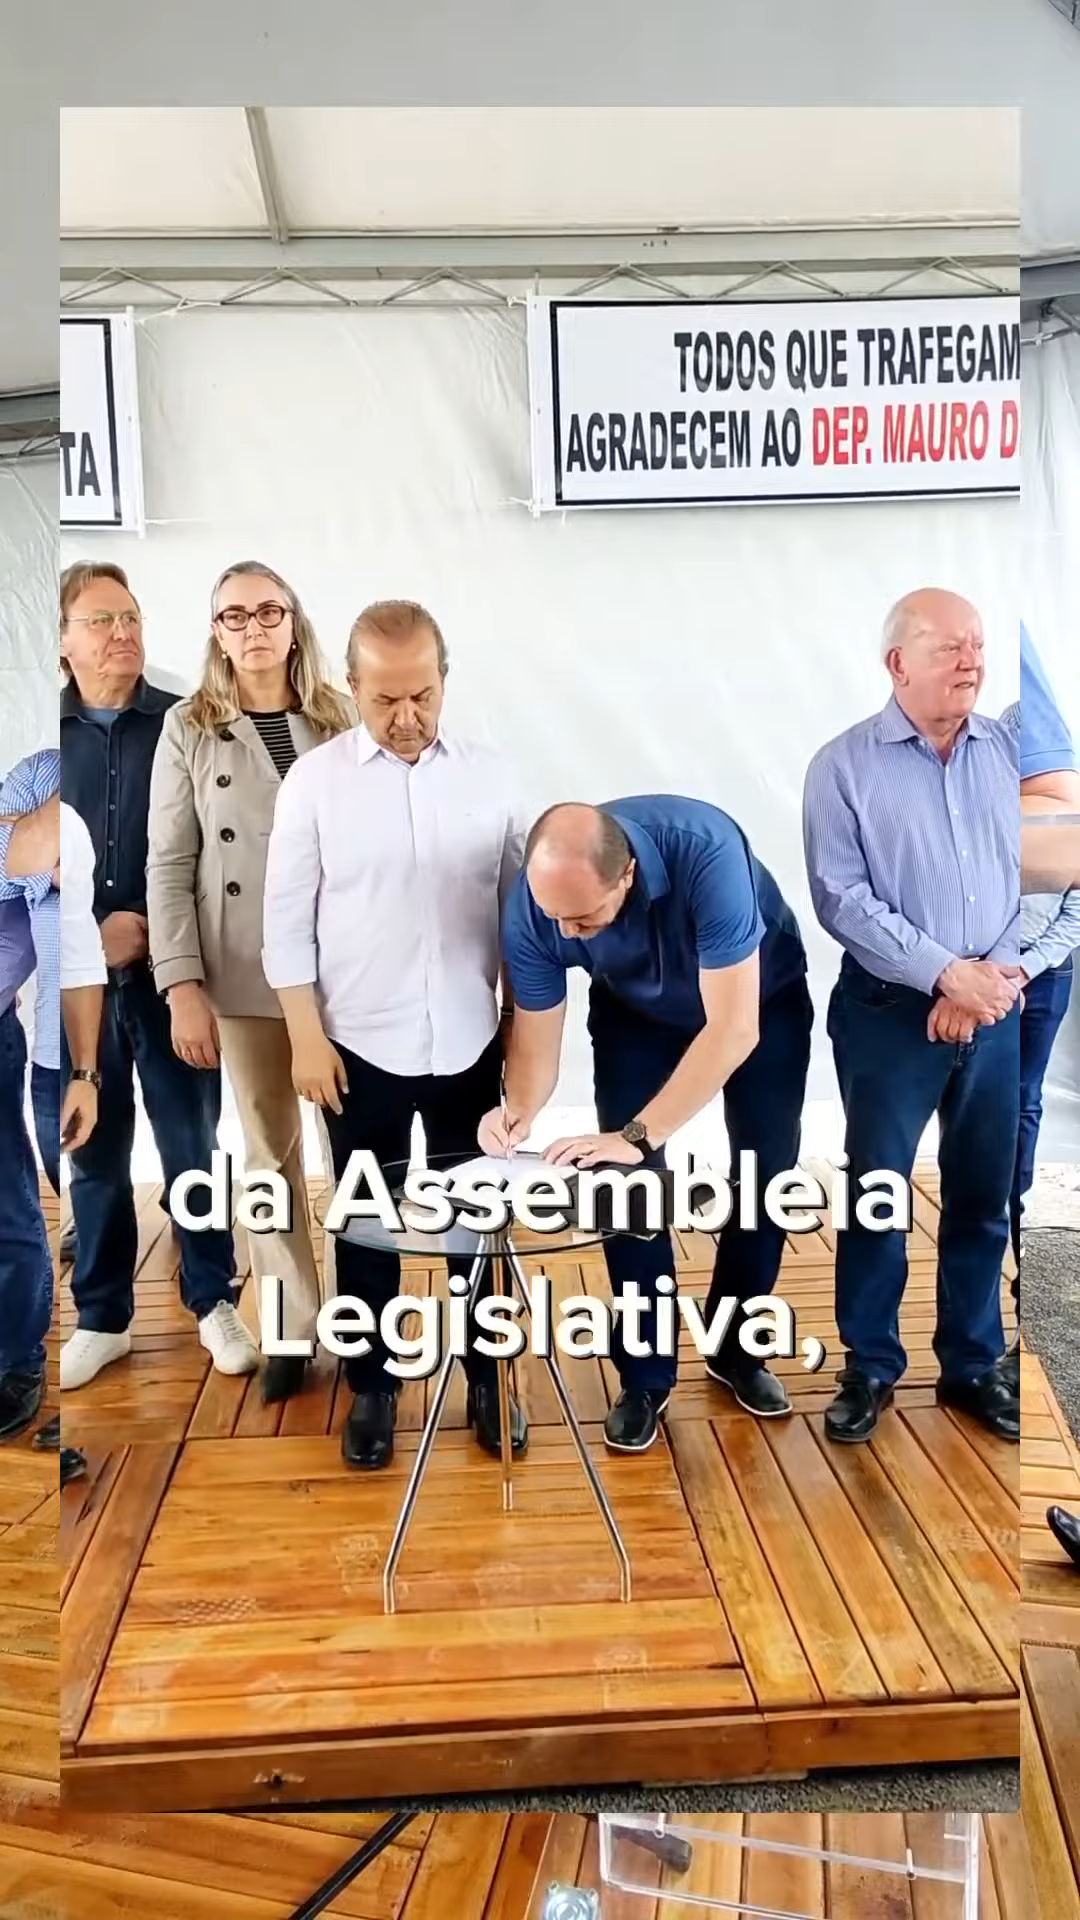 TA
TODOS QUE TRAFEGAM
AGRADECEM AO DEP. MAURO D
da Assembleia
Legislativa,